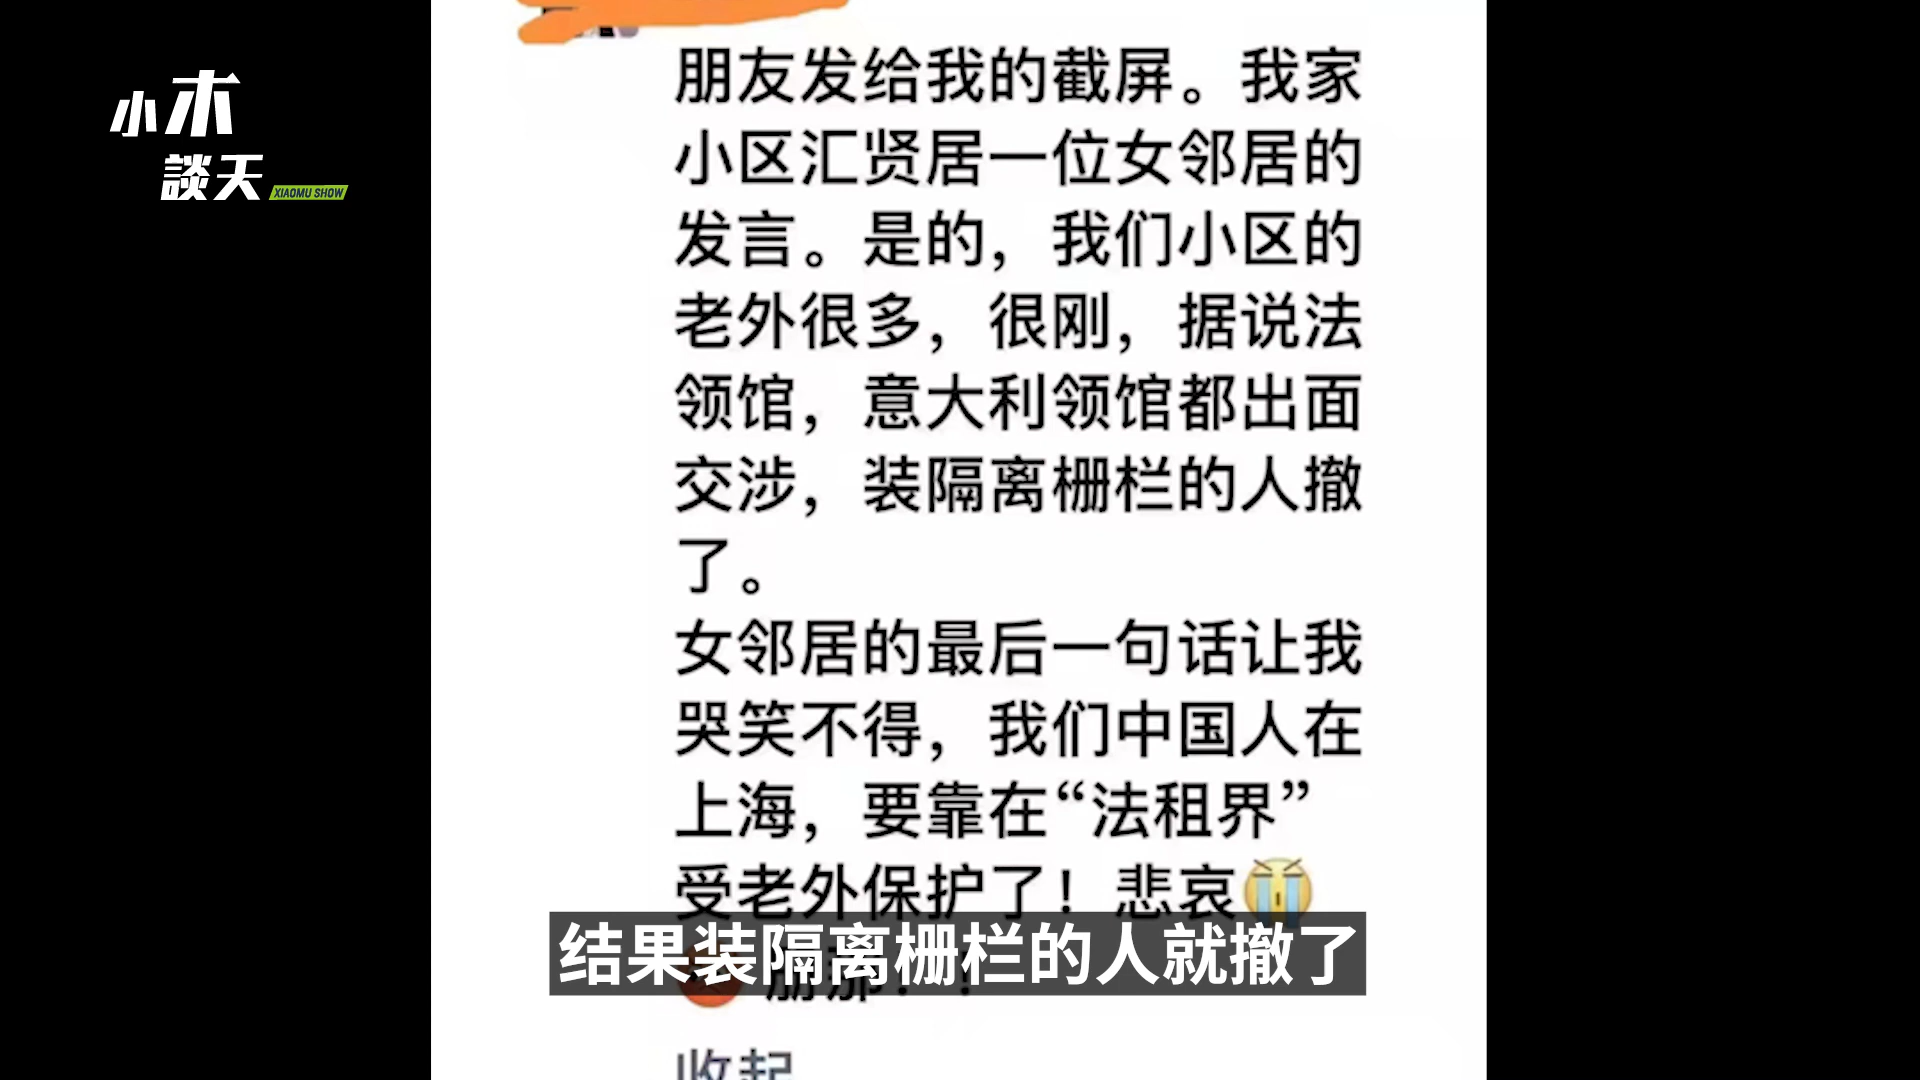 小木
談天
XIAOMU SHOW
朋友发给我的截屏。我家
小区汇贤居一位女邻居的
发言。是的，我们小区的
老外很多，很刚，据说法
领馆，意大利领馆都出面
交涉，装隔离栅栏的人撤
了。
女邻居的最后一句话让我
哭笑不得，我们中国人在
上海，要靠在“法租界”
受老外保护了！悲哀😭
结果装隔离栅栏的人就撤了
收起